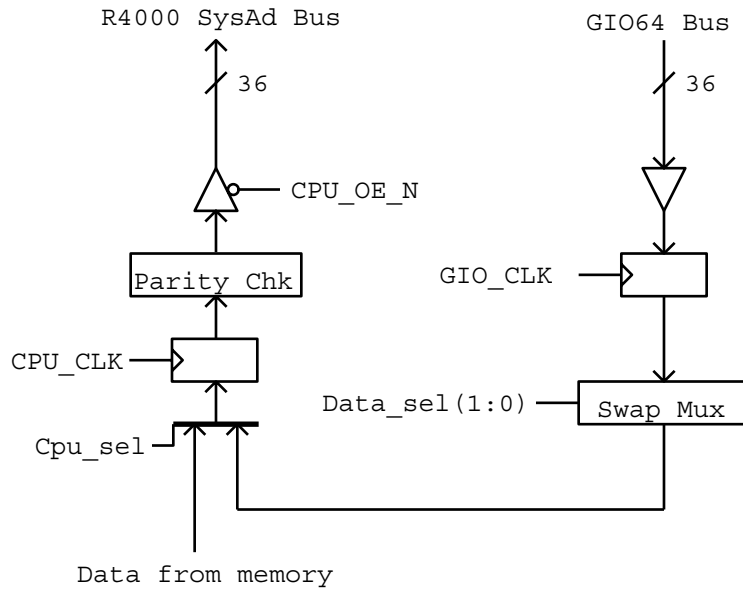 R4000 SysAd Bus
GIO64 Bus
36
36
CPU_OE_N
Parity Chk
GIO_CLK
CPU_CLK
Data_sel(1:0)
Swap Mux
Cpu_sel
Data from memory